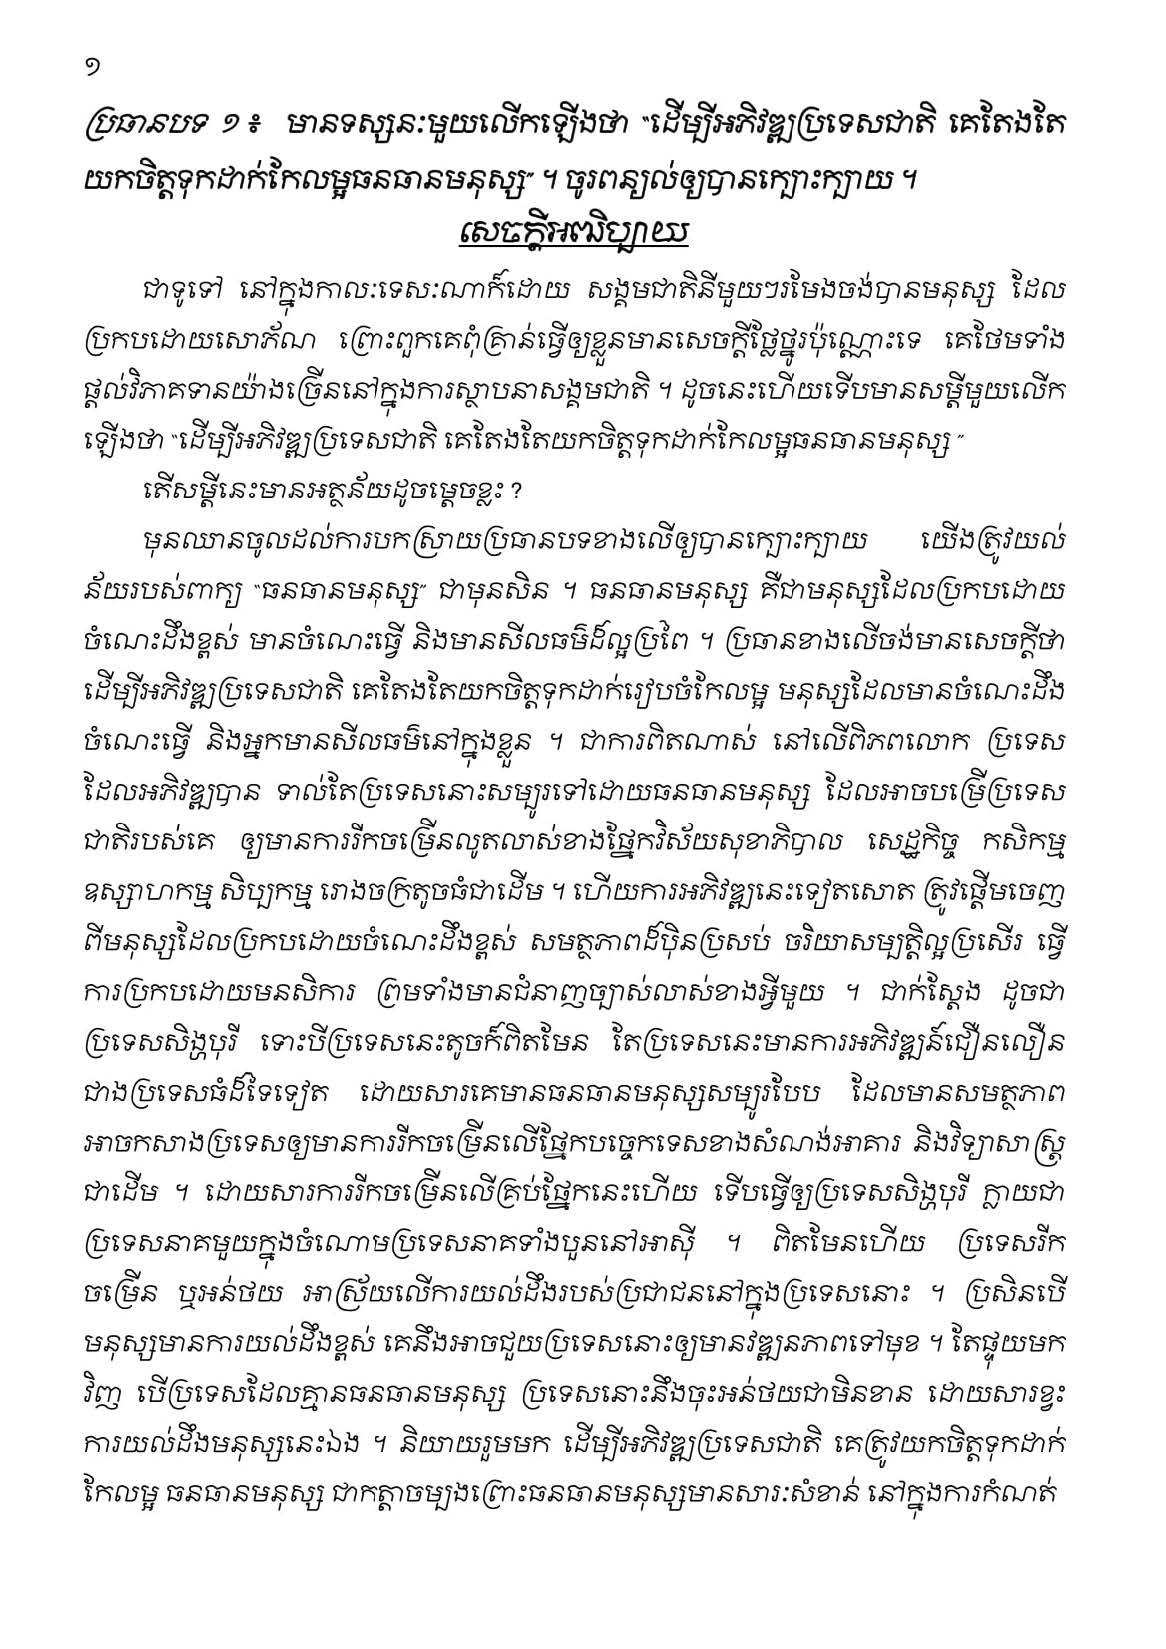 ១
ប្រធានបទ ១ ៖ មានទស្សនៈមួយលើកឡើងថា “ដើម្បីអភិវឌ្ឍប្រទេសជាតិ គេតែងតែ
យកចិត្តទុកដាក់កែលម្អធនធានមនុស្ស” ។ ចូរពន្យល់ឲ្យបានក្បោះក្បាយ ។
សេចក្តីអធិប្បាយ
ជាទូទៅ នៅក្នុងកាលៈទេសៈណាក៏ដោយ សង្គមជាតិនីមួយៗរមែងចង់បានមនុស្ស ដែល
ប្រកបដោយសោភ័ណ ព្រោះពួកគេពុំគ្រាន់ធ្វើឲ្យខ្លួនមានសេចក្តីថ្លៃថ្នូរប៉ុណ្ណោះទេ គេថែមទាំង
ផ្តល់វិភាគទានយ៉ាងច្រើននៅក្នុងការស្ថាបនាសង្គមជាតិ ។ ដូចនេះហើយទើបមានសម្តីមួយលើក
ឡើងថា “ដើម្បីអភិវឌ្ឍប្រទេសជាតិ គេតែងតែយកចិត្តទុកដាក់កែលម្អធនធានមនុស្ស ”
តើសម្តីនេះមានអត្ថន័យដូចម្តេចខ្លះ ?
មុនឈានចូលដល់ការបកស្រាយប្រធានបទខាងលើឲ្យបានក្បោះក្បាយ យើងត្រូវយល់
ន័យរបស់ពាក្យ “ធនធានមនុស្ស” ជាមុនសិន ។ ធនធានមនុស្ស គឺជាមនុស្សដែលប្រកបដោយ
ចំណេះដឹងខ្ពស់ មានចំណេះធ្វើ និងមានសីលធម៌ដ៏ល្អប្រពៃ ។ ប្រធានខាងលើចង់មានសេចក្តីថា
ដើម្បីអភិវឌ្ឍប្រទេសជាតិ គេតែងតែយកចិត្តទុកដាក់រៀបចំកែលម្អ មនុស្សដែលមានចំណេះដឹង
ចំណេះធ្វើ និងអ្នកមានសីលធម៌នៅក្នុងខ្លួន ។ ជាការពិតណាស់ នៅលើពិភពលោក ប្រទេស
ដែលអភិវឌ្ឍបាន ទាល់តែប្រទេសនោះសម្បូរទៅដោយធនធានមនុស្ស ដែលអាចបម្រើប្រទេស
ជាតិរបស់គេ ឲ្យមានការរីកចម្រើនលូតលាស់ខាងផ្នែកវិស័យសុខាភិបាល សេដ្ឋកិច្ច កសិកម្ម
ឧស្សាហកម្ម សិប្បកម្ម រោងចក្រតូចធំជាដើម ។ ហើយការអភិវឌ្ឍនេះទៀតសោត ត្រូវផ្តើមចេញ
ពីមនុស្សដែលប្រកបដោយចំណេះដឹងខ្ពស់ សមត្ថភាពដ៏ប៉ិនប្រសប់ ចរិយាសម្បត្តិល្អប្រសើរ ធ្វើ
ការប្រកបដោយមនសិការ ព្រមទាំងមានជំនាញច្បាស់លាស់ខាងអ្វីមួយ ។ ជាក់ស្តែង ដូចជា
ប្រទេសសិង្ហបុរី ទោះបីប្រទេសនេះតូចក៏ពិតមែន តែប្រទេសនេះមានការអភិវឌ្ឍន៍ជឿនលឿន
ជាងប្រទេសធំដ៏ទៃទៀត ដោយសារគេមានធនធានមនុស្សសម្បូរបែប ដែលមានសមត្ថភាព
អាចកសាងប្រទេសឲ្យមានការរីកចម្រើនលើផ្នែកបច្ចេកទេសខាងសំណង់អាគារ និងវិទ្យាសាស្ត្រ
ជាដើម ។ ដោយសារការរីកចម្រើនលើគ្រប់ផ្នែកនេះហើយ ទើបធ្វើឲ្យប្រទេសសិង្ហបុរី ក្លាយជា
ប្រទេសនាគមួយក្នុងចំណោមប្រទេសនាគទាំងបួននៅអាស៊ី ។ ពិតមែនហើយ ប្រទេសរីក
ចម្រើន ឬអន់ថយ អាស្រ័យលើការយល់ដឹងរបស់ប្រជាជននៅក្នុងប្រទេសនោះ ។ ប្រសិនបើ
មនុស្សមានការយល់ដឹងខ្ពស់ គេនឹងអាចជួយប្រទេសនោះឲ្យមានវឌ្ឍនភាពទៅមុខ ។ តែផ្ទុយមក
វិញ បើប្រទេសដែលគ្មានធនធានមនុស្ស ប្រទេសនោះនឹងចុះអន់ថយជាមិនខាន ដោយសារខ្វះ
ការយល់ដឹងមនុស្សនេះឯង ។ និយាយរួមមក ដើម្បីអភិវឌ្ឍប្រទេសជាតិ គេត្រូវយកចិត្តទុកដាក់
កែលម្អ ធនធានមនុស្ស ជាកត្តាចម្បងព្រោះធនធានមនុស្សមានសារៈសំខាន់ នៅក្នុងការកំណត់